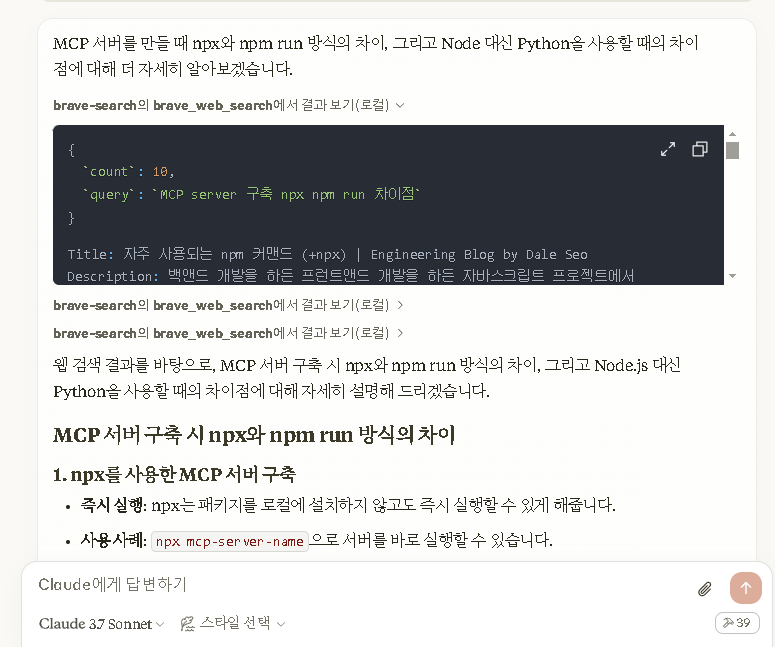 MCP 서버를 만들 때 npx와 npm run 방식의 차이, 그리고 Node 대신 Python을 사용할 때의 차이
점에 대해 더 자세히 알아보겠습니다.
brave-search의 brave_web_search에서 결과 보기(로컬)
{
`count`: 10,
`query`: `MCP server 구축 npx npm run 차이점`
}
Title: 자주 사용되는 npm 커맨드 (+npx) | Engineering Blog by Dale Seo
Description: 백앤드 개발을 하든 프런트앤드 개발을 하든 자바스크립트 프로젝트에서
brave-search의 brave_web_search에서 결과 보기(로컬)
brave-search의 brave_web_search에서 결과 보기(로컬)
웹 검색 결과를 바탕으로, MCP 서버 구축 시 npx와 npm run 방식의 차이, 그리고 Node.js 대신
Python을 사용할 때의 차이점에 대해 자세히 설명해 드리겠습니다.
MCP 서버 구축 시 npx와 npm run 방식의 차이
1. npx를 사용한 MCP 서버 구축
• 즉시 실행: npx는 패키지를 로컬에 설치하지 않고도 즉시 실행할 수 있게 해줍니다.
• 사용 사례: npx mcp-server-name 으로 서버를 바로 실행할 수 있습니다.
Claude에게 답변하기
Claude 3.7 Sonnet
스타일 선택
39